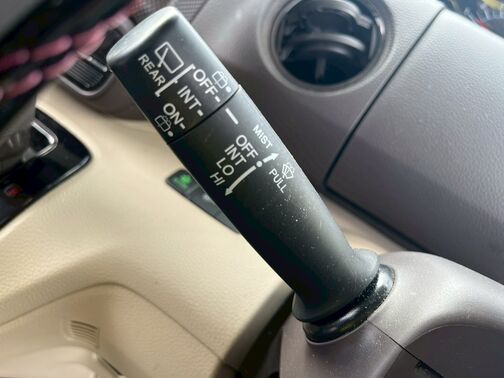 REAR
OFF
INT
ON
MIST
OFF
INT
LO
HI
PULL